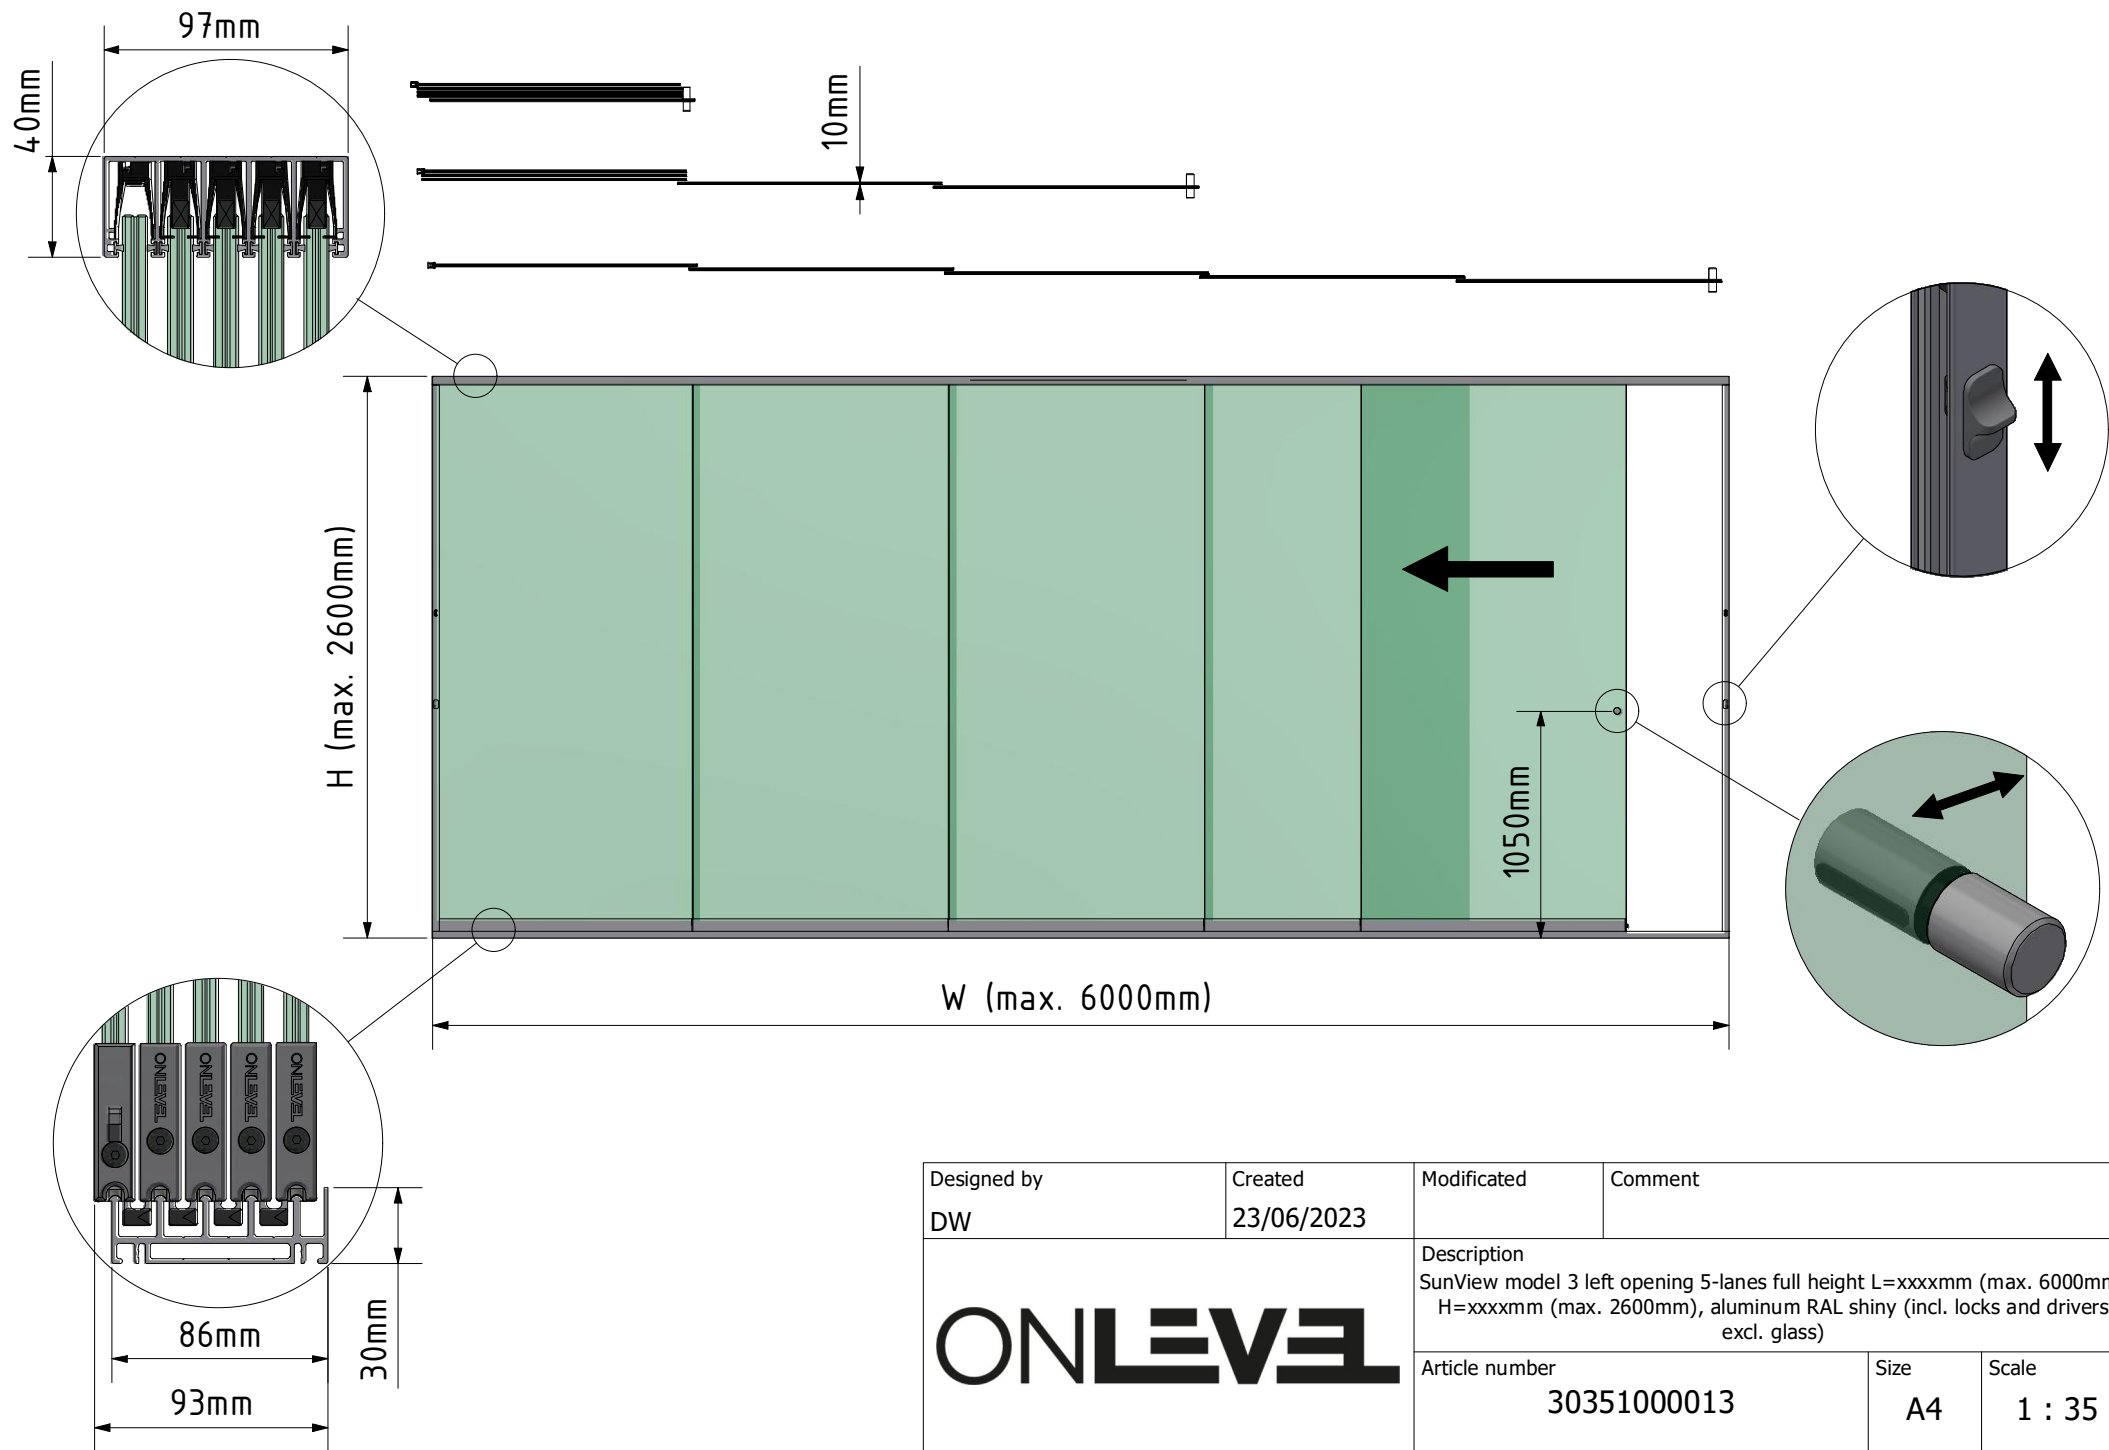 97mm
40mm
10mm
H (max. 2600mm)
1050mm
W (max. 6000mm)
ONLEVEL
ONLEVEL
ONLEVEL
ONLEVEL
86mm
93mm
30mm
Designed by
DW
Created
23/06/2023
Modificated
Comment
ONLEVEL
Description
SunView model 3 left opening 5-lanes full height L=xxxxmm (max. 6000mm
H=xxxxmm (max. 2600mm), aluminum RAL shiny (incl. locks and drivers
excl. glass)
Article number
30351000013
Size
A4
Scale
1 : 35